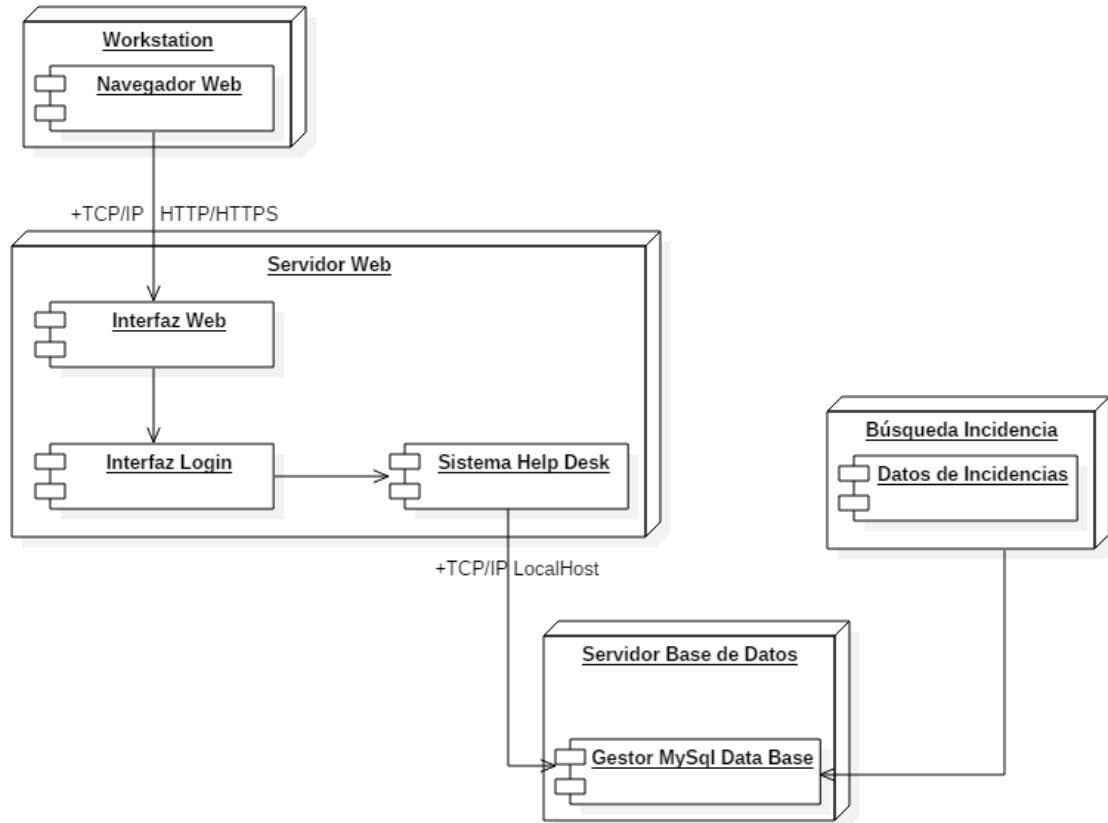 Workstation
Navegador Web
+TCP/IP HTTP/HTTPS
Servidor Web
Interfaz Web
Interfaz Login
Sistema Help Desk
Búsqueda Incidencia
Datos de Incidencias
+TCP/IP LocalHost
Servidor Base de Datos
Gestor MySql Data Base